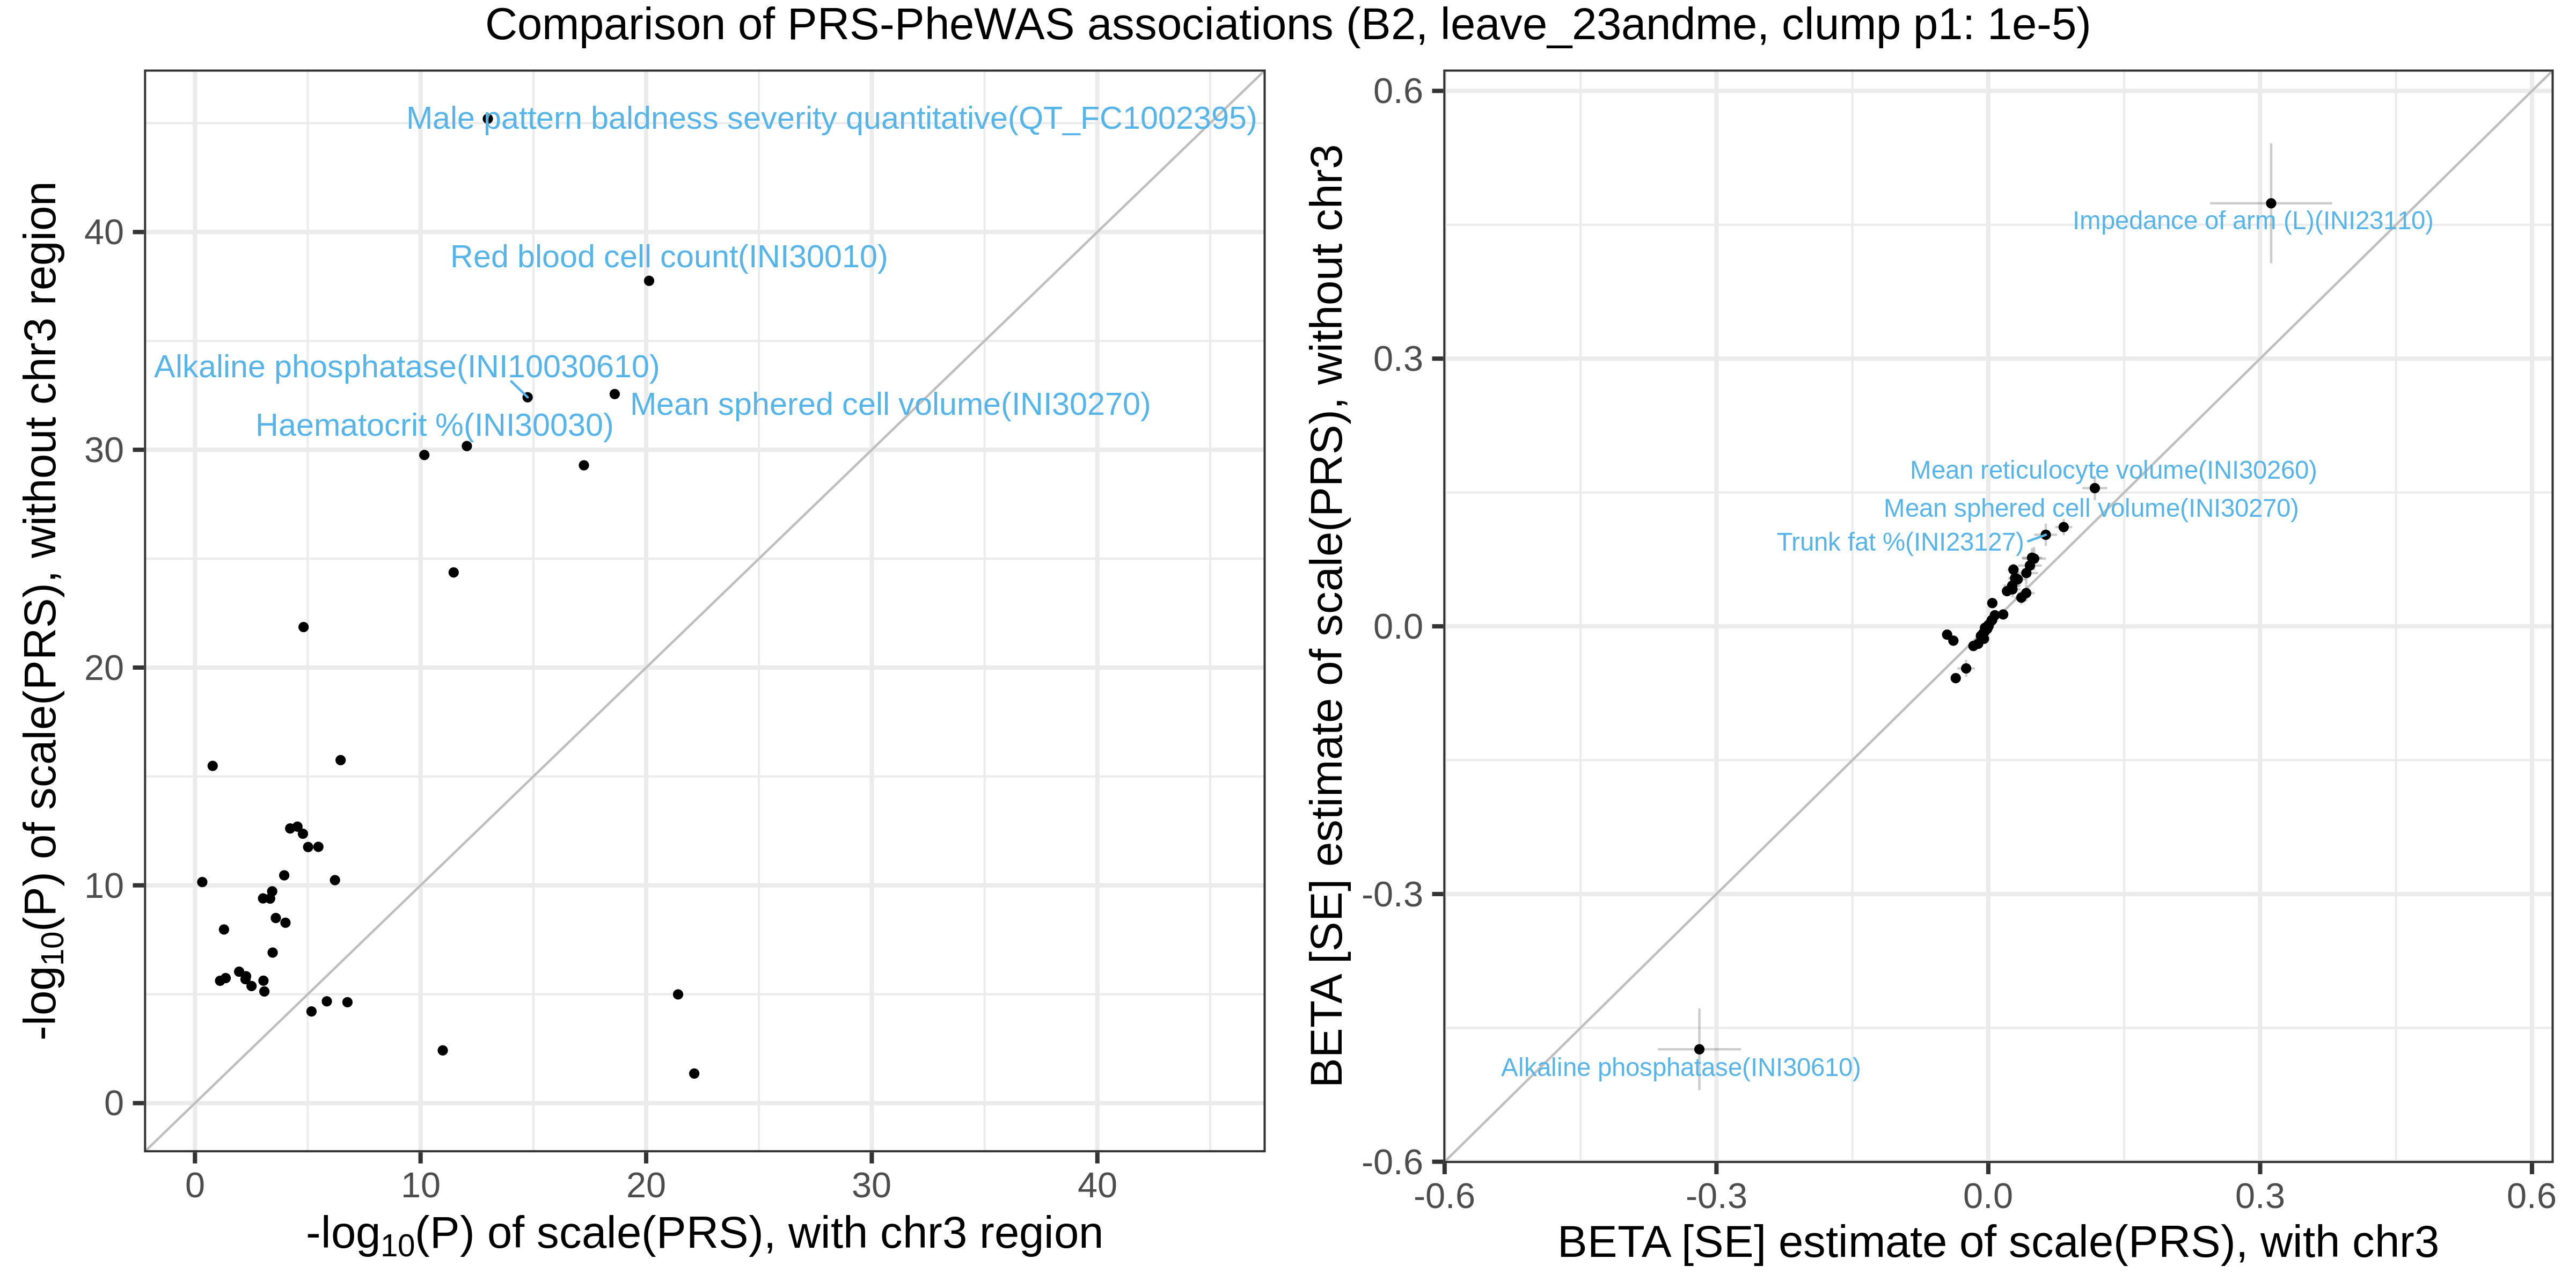 Comparison of PRS-PheWAS associations (B2, leave_23andme, clump p1: 1e-5)
-log10(P) of scale(PRS), without chr3 region
40
30
20
10
0
Male pattern baldness severity quantitative(QT_FC1002395)
Red blood cell count(INI30010)
Alkaline phosphatase(INI10030610)
Mean sphered cell volume(INI30270)
Haematocrit %(INI30030)
0 10 20 30 40
-log10(P) of scale(PRS), with chr3 region
BETA [SE] estimate of scale(PRS), without chr3
0.6
0.3
0.0
-0.3
-0.6
Impedance of arm (L)(INI23110)
Mean reticulocyte volume(INI30260)
Mean sphered cell volume(INI30270)
Trunk fat %(INI23127)
Alkaline phosphatase(INI30610)
-0.6 -0.3 0.0 0.3 0.6
BETA [SE] estimate of scale(PRS), with chr3